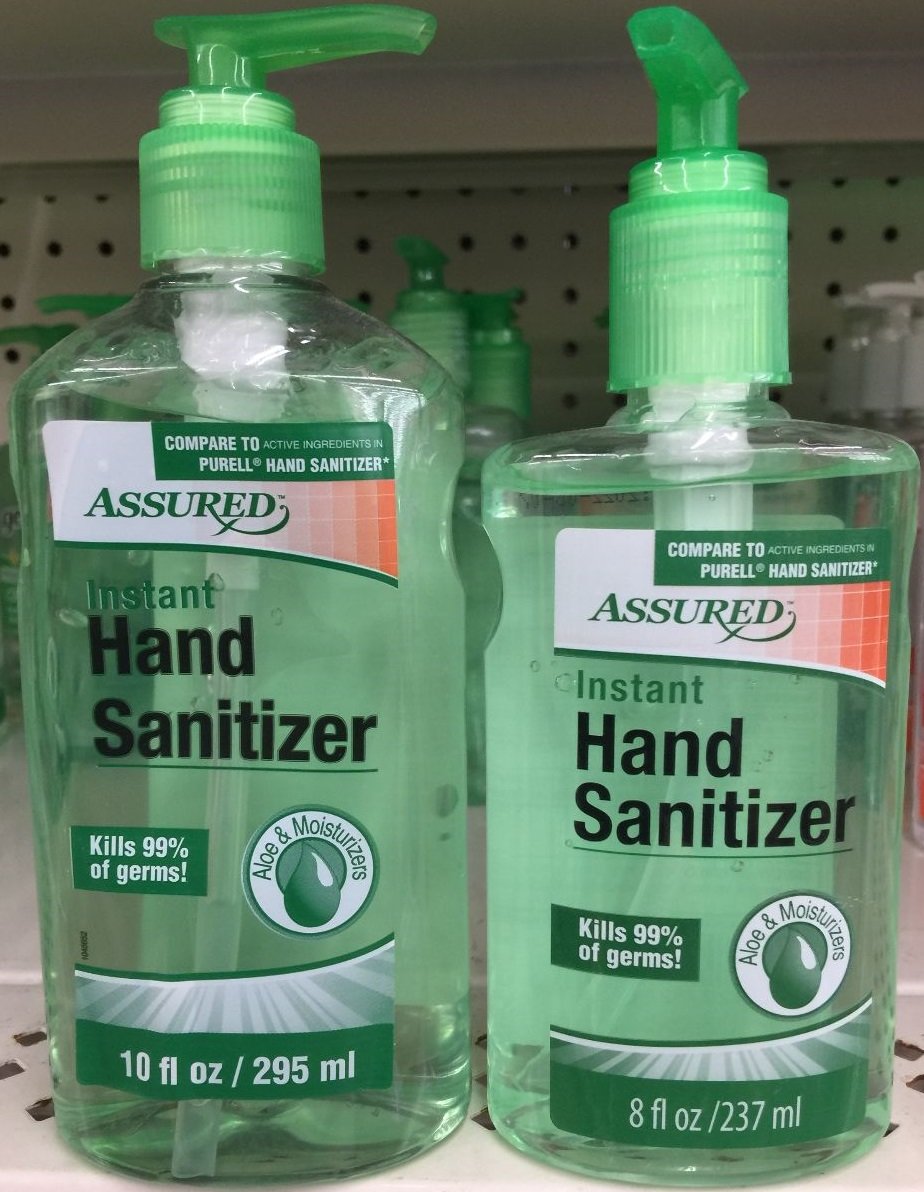 COMPARE TO ACTIVE INGREDIENTS IN
PURELL® HAND SANITIZER*
ASSURED™
Instant
Hand
Sanitizer
Kills 99%
of germs!
Aloe & Moisturizers
10 fl oz / 295 ml
COMPARE TO ACTIVE INGREDIENTS IN
PURELL® HAND SANITIZER*
ASSURED™
Instant
Hand
Sanitizer
Kills 99%
of germs!
Aloe & Moisturizers
8 fl oz /237 ml